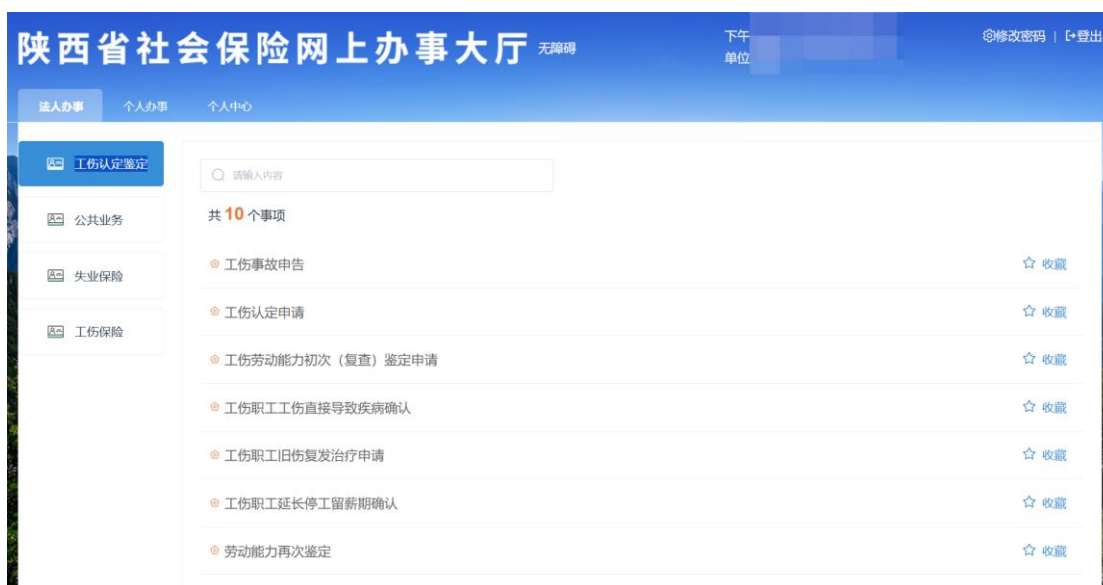 陕西省社会保险网上办事大厅 无障碍
下午
单位
修改密码 | 登出
法人办事 个人办事 个人中心
工伤认定鉴定
公共业务
失业保险
工伤保险
请输入内容
共 10 个事项
工伤事故申告 收藏
工伤认定申请 收藏
工伤劳动能力初次（复查）鉴定申请 收藏
工伤职工工伤直接导致疾病确认 收藏
工伤职工旧伤复发治疗申请 收藏
工伤职工延长停工留薪期确认 收藏
劳动能力再次鉴定 收藏